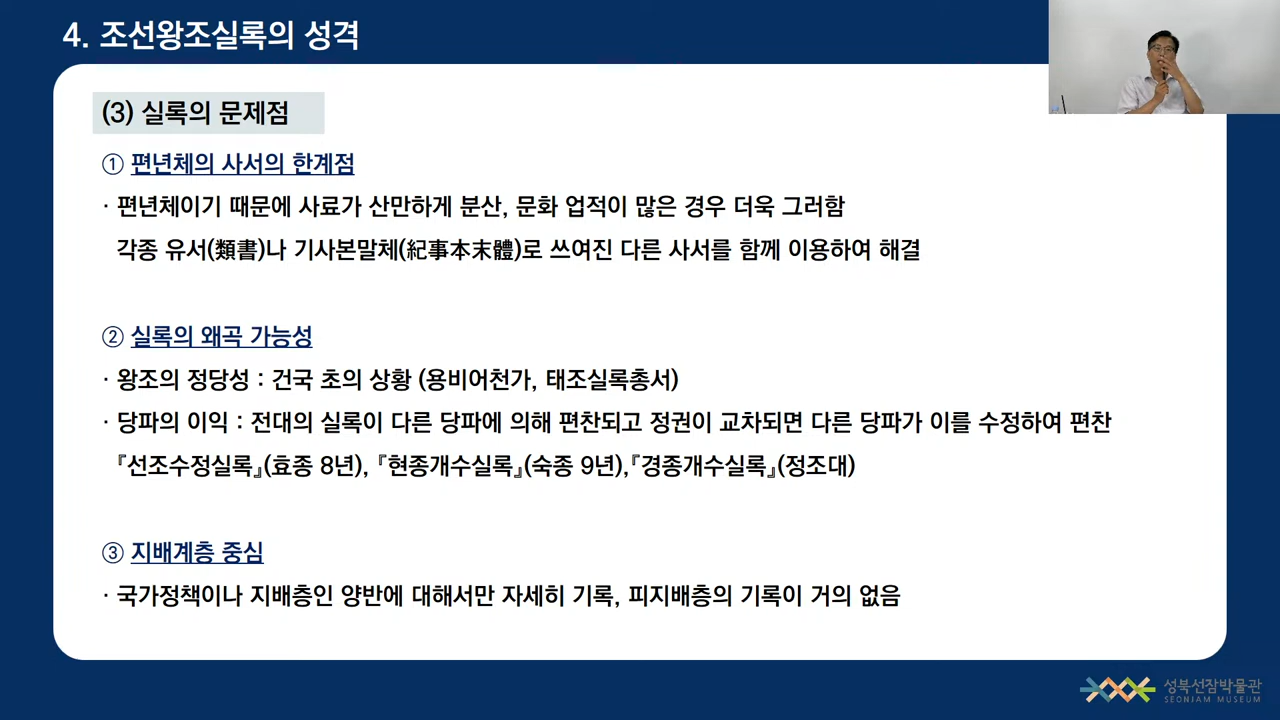 4. 조선왕조실록의 성격
(3) 실록의 문제점
① 편년체의 사서의 한계점
· 편년체이기 때문에 사료가 산만하게 분산, 문화 업적이 많은 경우 더욱 그러함
각종 유서(類書)나 기사본말체(紀事本末體)로 쓰여진 다른 사서를 함께 이용하여 해결
② 실록의 왜곡 가능성
· 왕조의 정당성 : 건국 초의 상황 (용비어천가, 태조실록총서)
· 당파의 이익 : 전대의 실록이 다른 당파에 의해 편찬되고 정권이 교차되면 다른 당파가 이를 수정하여 편찬
『선조수정실록』(효종 8년), 『현종개수실록』(숙종 9년),『경종개수실록』(정조대)
③ 지배계층 중심
· 국가정책이나 지배층인 양반에 대해서만 자세히 기록, 피지배층의 기록이 거의 없음
성북선잠박물관
SEONJAM MUSEUM